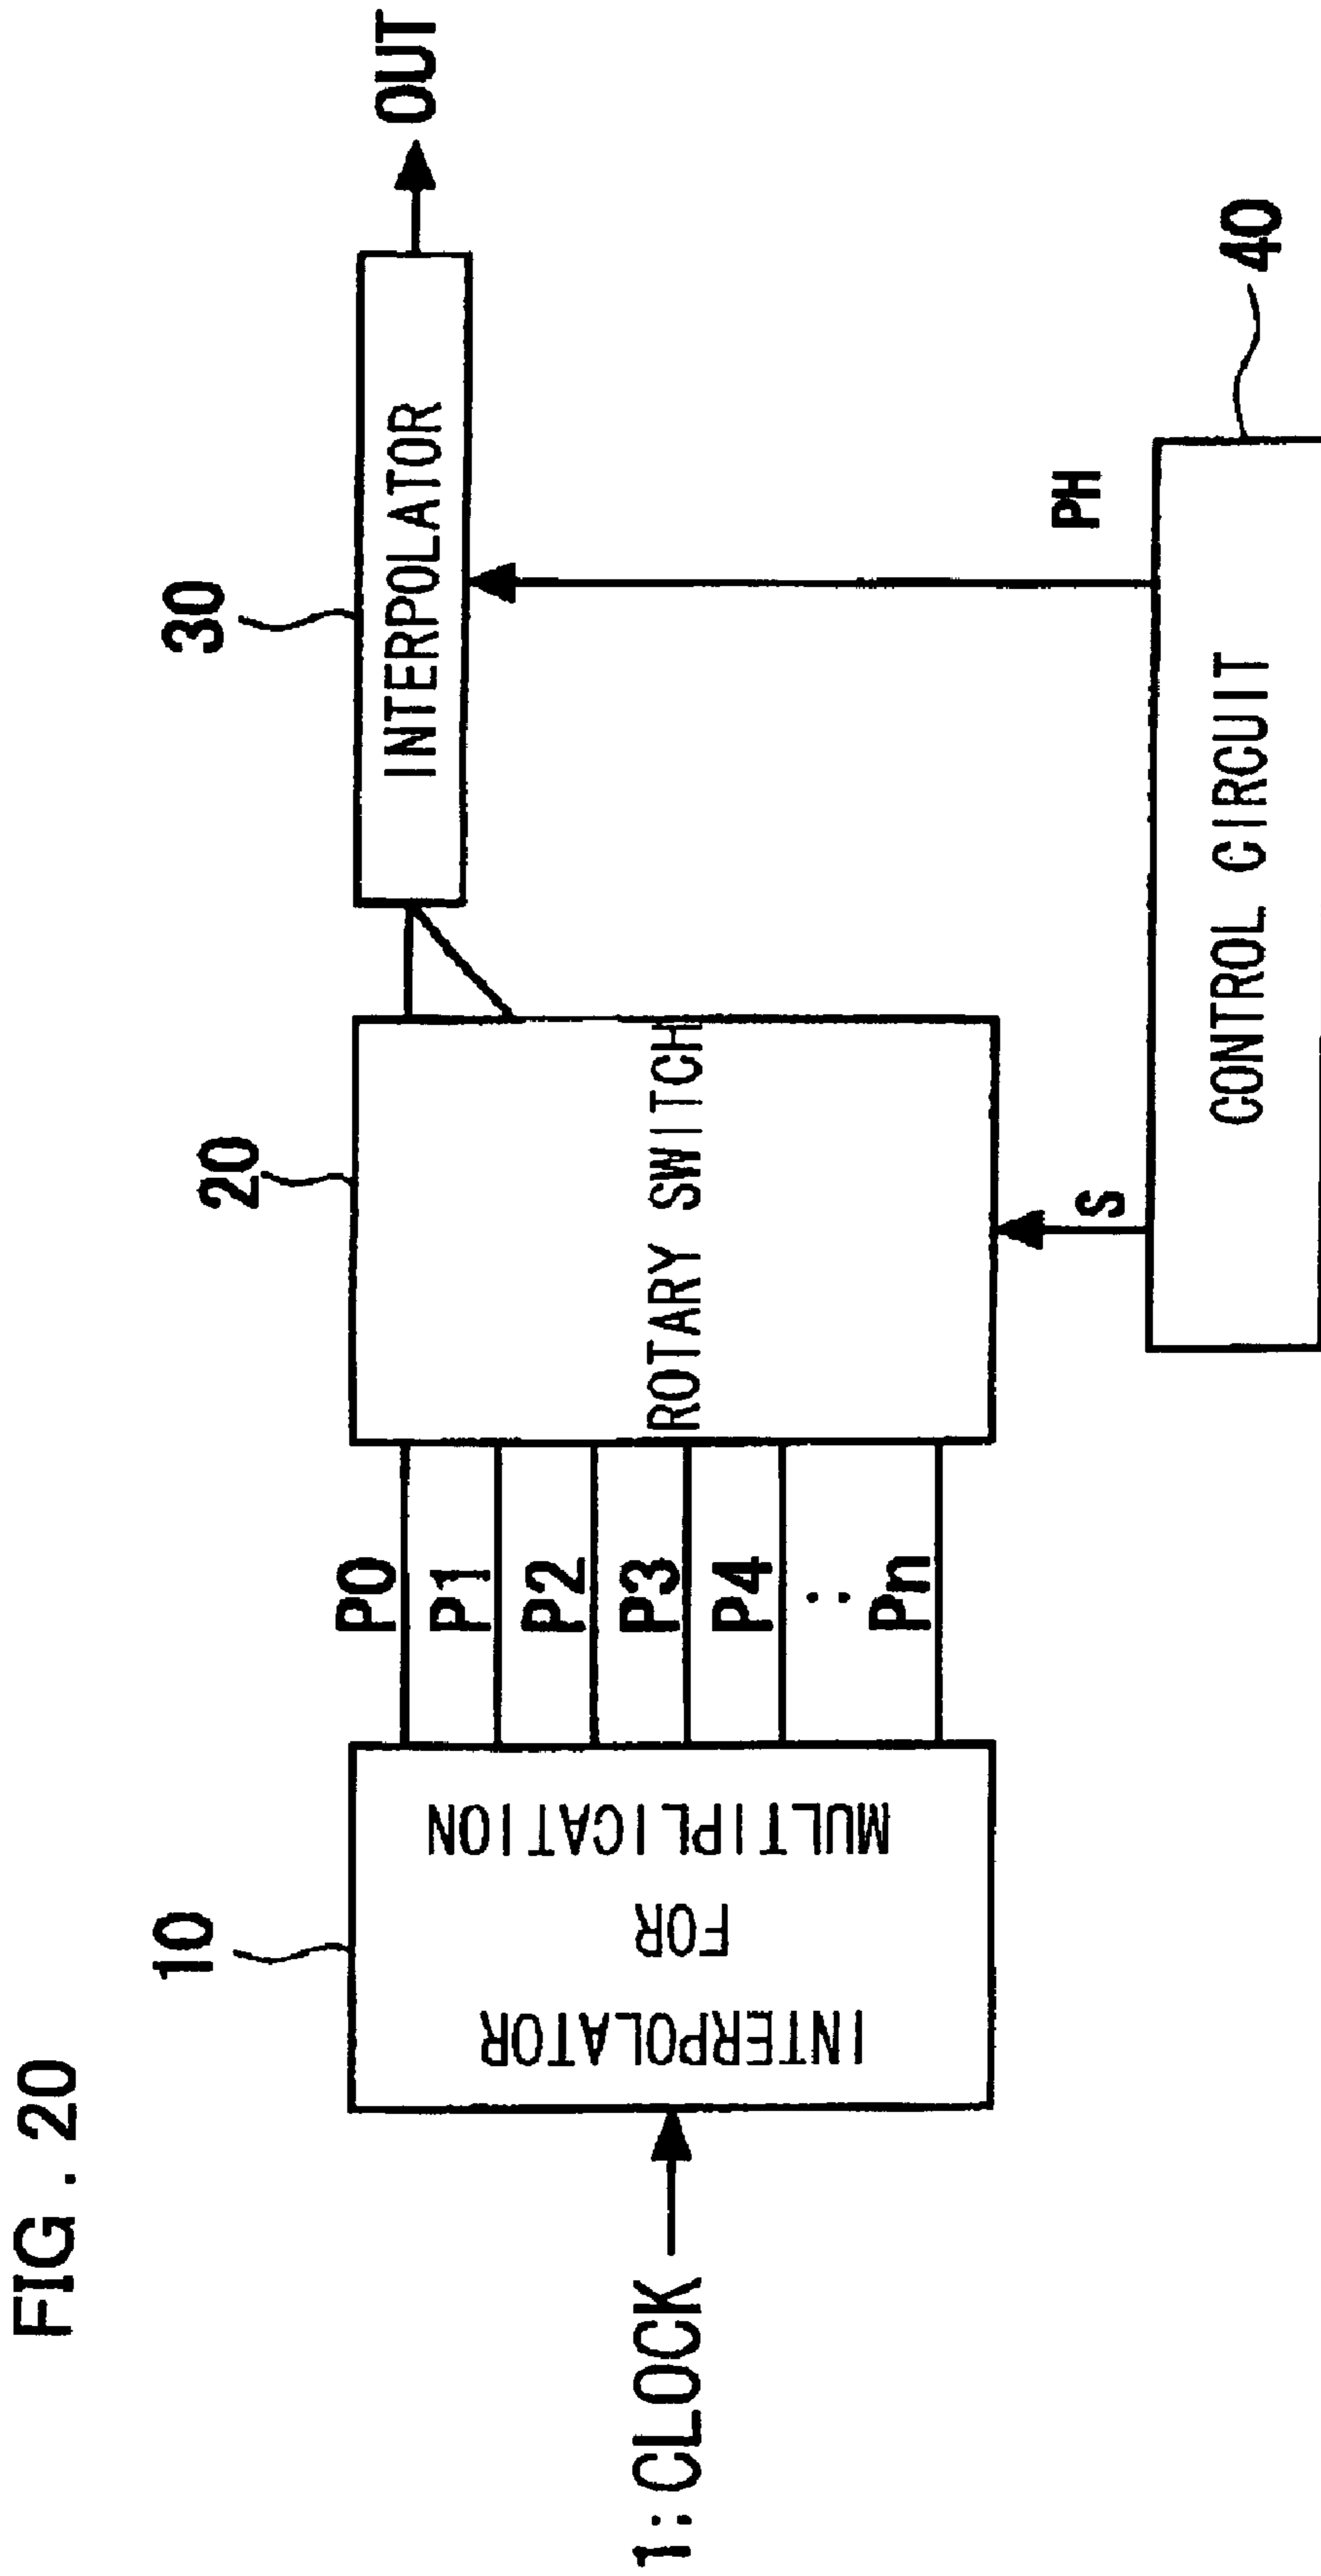 FIG. 20
1:CLOCK
10
INTERPOLATOR
FOR
MULTIPLICATION
P0
P1
P2
P3
P4
:
Pn
20
ROTARY SWITCH
30
INTERPOLATOR
OUT
S
PH
40
CONTROL CIRCUIT